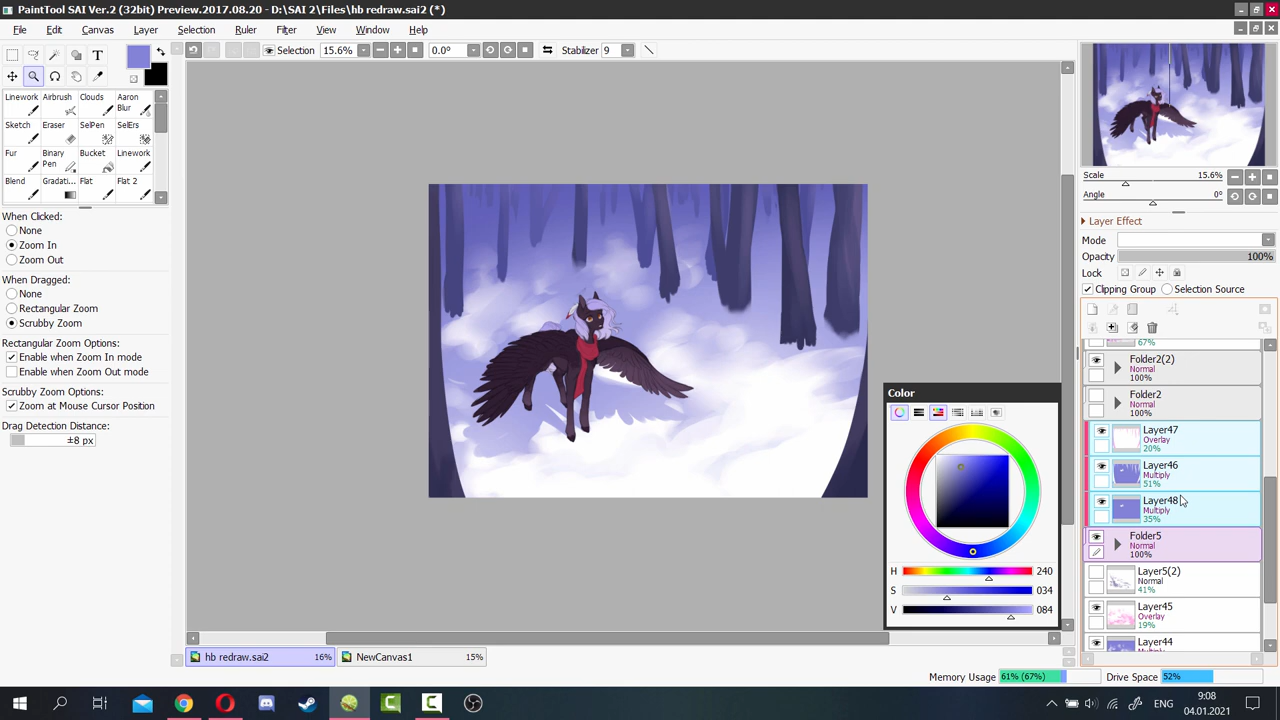 PaintTool SAI Ver.2 (32bit) Preview.2017.08.20 - D:\SAI 2\Files\hb redraw.sai2 (*)
File Edit Canvas Layer Selection Ruler Filter View Window Help
Selection 15.6% 0.0° Stabilizer 9
T
Linework Airbrush Clouds Aaron Blur
Sketch Eraser SelPen SelErs
Fur Binary Pen Bucket Linework
Blend Gradati... Flat Flat 2
When Clicked:
None
Zoom In
Zoom Out
When Dragged:
None
Rectangular Zoom
Scrubby Zoom
Rectangular Zoom Options:
Enable when Zoom In mode
Enable when Zoom Out mode
Scrubby Zoom Options:
Zoom at Mouse Cursor Position
Drag Detection Distance:
±8 px
Color
H 240
S 034
V 084
Scale 15.6%
Angle 0°
Layer Effect
Mode
Opacity 100%
Lock
Clipping Group Selection Source
67%
Folder2(2)
Normal
100%
Folder2
Normal
100%
Layer47
Overlay
20%
Layer46
Multiply
51%
Layer48
Multiply
35%
Folder5
Normal
100%
Layer5(2)
Normal
41%
Layer45
Overlay
19%
Layer44
hb redraw.sai2 16% NewCanvas1 15%
Memory Usage 61% (67%) Drive Space 52%
ENG
9:08
04.01.2021